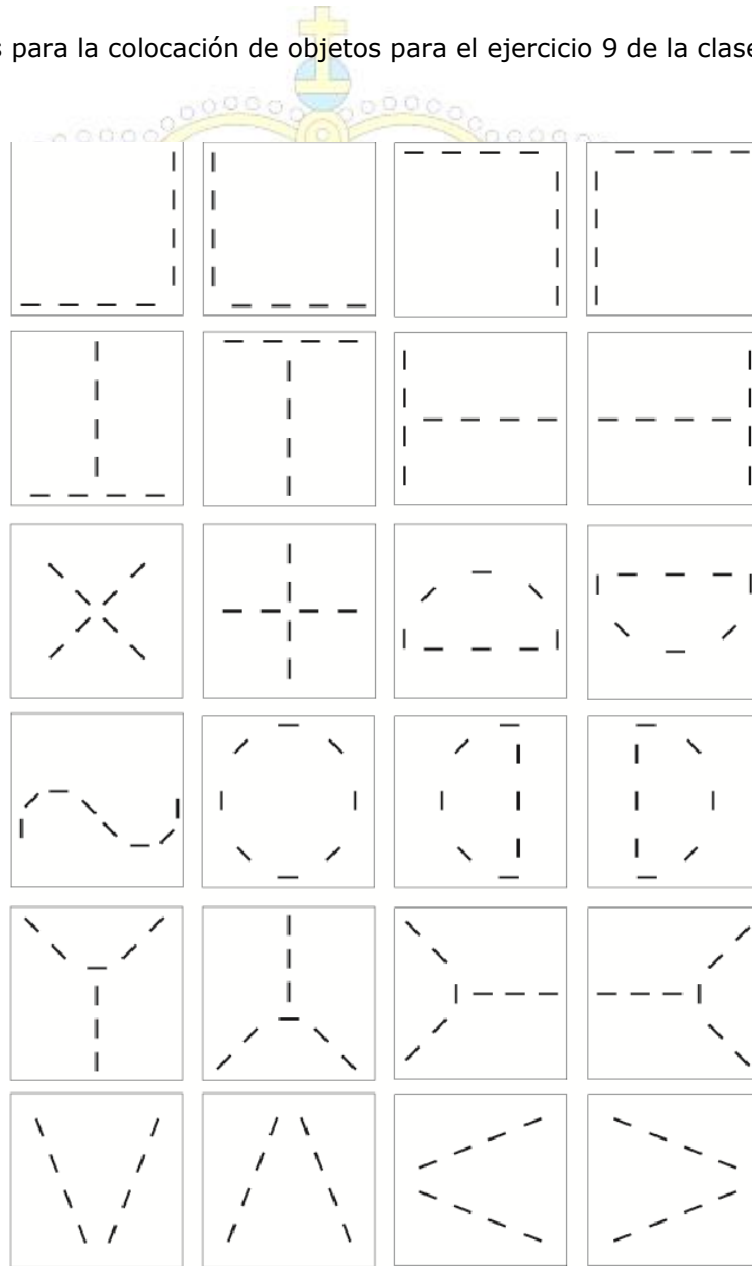 para la colocación de objetos para el ejercicio 9 de la clase